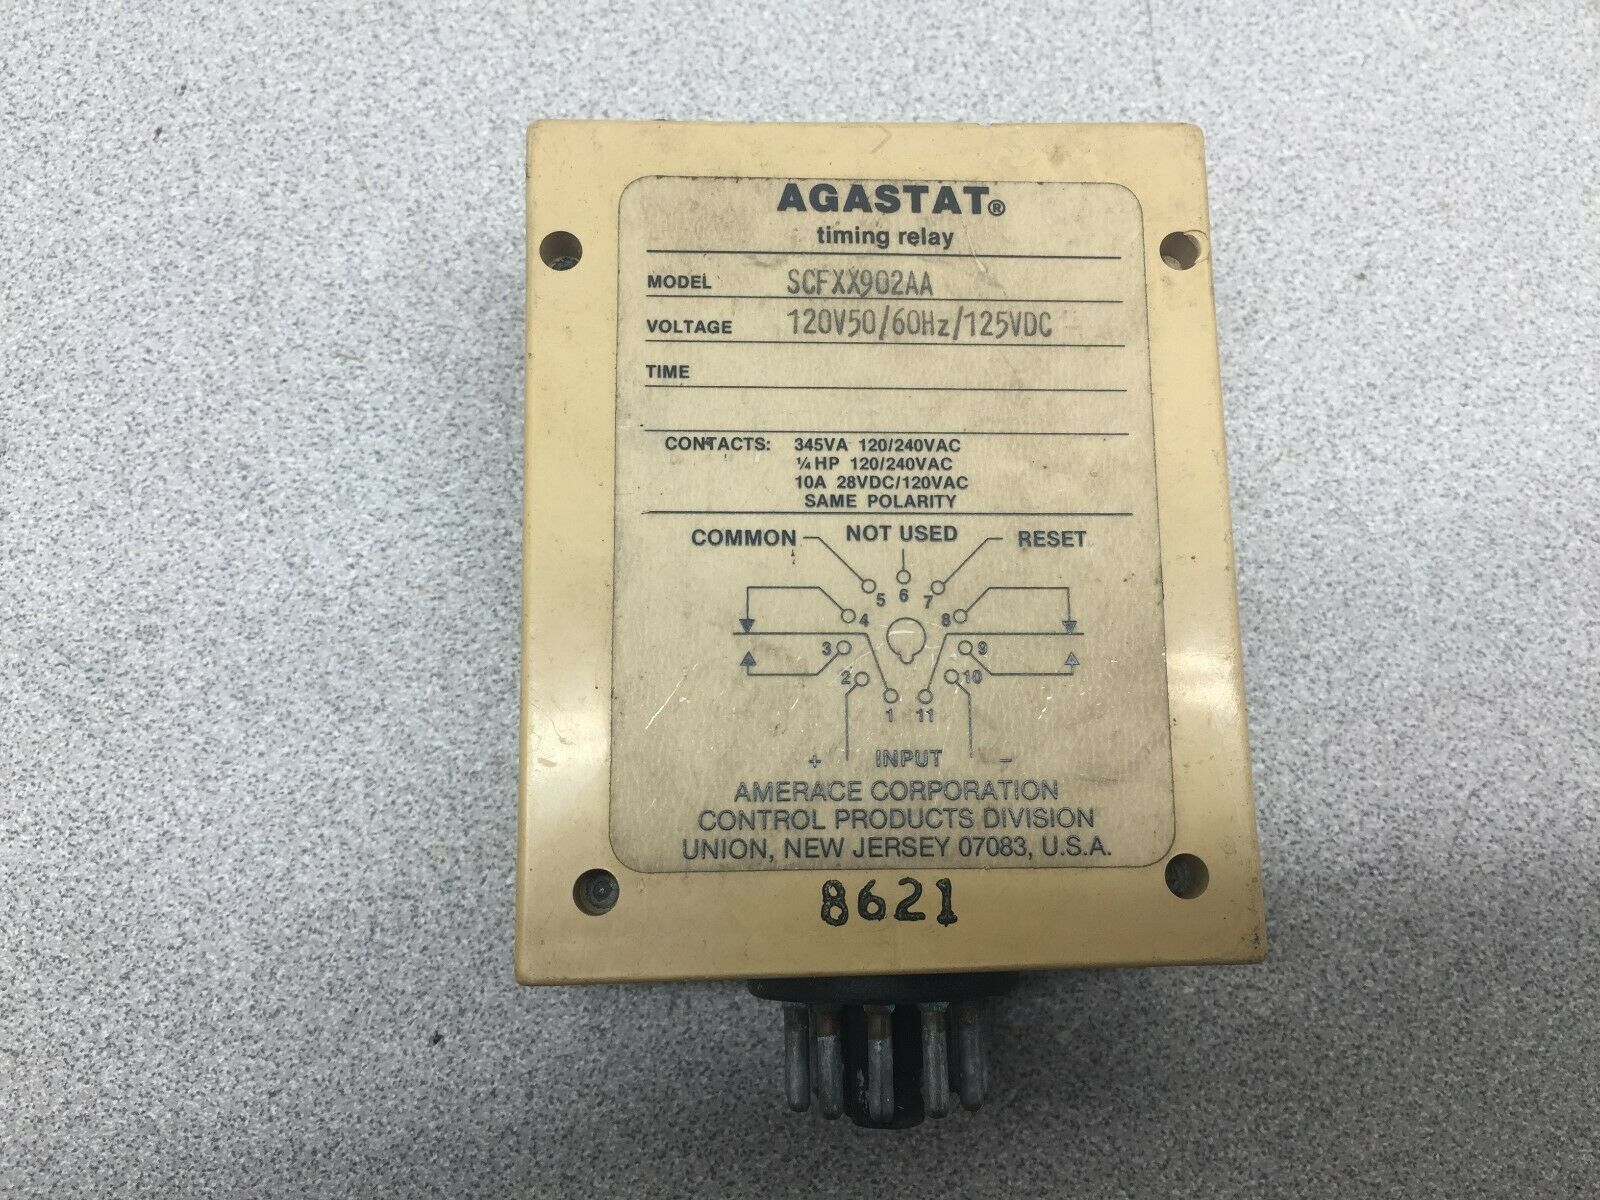 AGASTAT®
timing relay
MODEL SCFXX902AA
VOLTAGE 120V50/60Hz/125VDC
TIME
CONTACTS: 345VA 120/240VAC
¼ HP 120/240VAC
10A 28VDC/120VAC
SAME POLARITY
COMMON NOT USED RESET
5 6 7
4 8
3 9
2 10
1 11
+ INPUT -
AMERACE CORPORATION
CONTROL PRODUCTS DIVISION
UNION, NEW JERSEY 07083, U.S.A.
8621